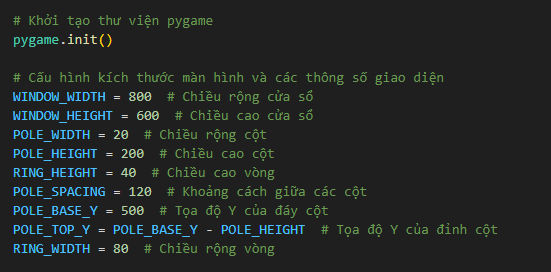 # Khởi tạo thư viện pygame
pygame.init()
# Cấu hình kích thước màn hình và các thông số giao diện
WINDOW_WIDTH = 800  # Chiều rộng cửa sổ
WINDOW_HEIGHT = 600  # Chiều cao cửa sổ
POLE_WIDTH = 20  # Chiều rộng cột
POLE_HEIGHT = 200  # Chiều cao cột
RING_HEIGHT = 40  # Chiều cao vòng
POLE_SPACING = 120  # Khoảng cách giữa các cột
POLE_BASE_Y = 500  # Tọa độ Y của đáy cột
POLE_TOP_Y = POLE_BASE_Y - POLE_HEIGHT  # Tọa độ Y của đỉnh cột
RING_WIDTH = 80  # Chiều rộng vòng